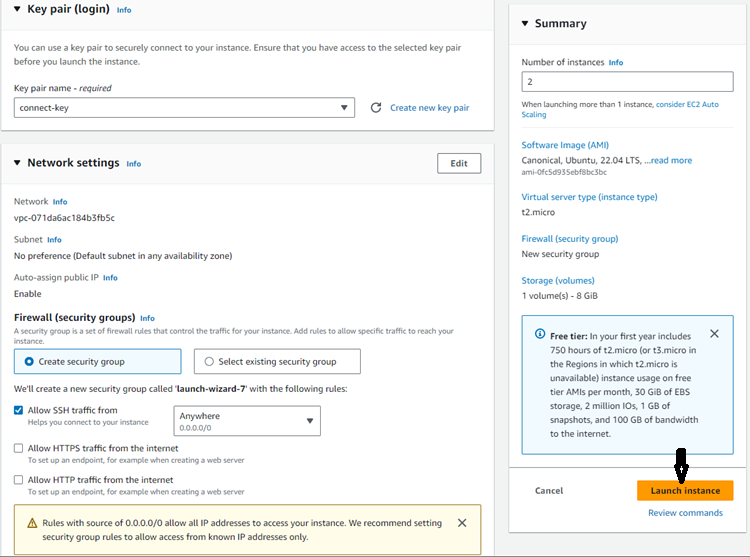 Key pair (login) Info
You can use a key pair to securely connect to your instance. Ensure that you have access to the selected key pair
before you launch the instance.
Key pair name - required
connect-key
Create new key pair
Network settings Info
Edit
Network Info
vpc-071da6ac184b3fb5c
Subnet Info
No preference (Default subnet in any availability zone)
Auto-assign public IP Info
Enable
Firewall (security groups) Info
A security group is a set of firewall rules that control the traffic for your instance. Add rules to allow specific traffic to reach your
instance.
Create security group
Select existing security group
We'll create a new security group called 'launch-wizard-7' with the following rules:
Allow SSH traffic from
Helps you connect to your instance
Anywhere
0.0.0.0/0
Allow HTTPS traffic from the internet
To set up an endpoint, for example when creating a web server
Allow HTTP traffic from the internet
To set up an endpoint, for example when creating a web server
Rules with source of 0.0.0.0/0 allow all IP addresses to access your instance. We recommend setting
security group rules to allow access from known IP addresses only.
Summary
Number of instances Info
2
When launching more than 1 instance, consider EC2 Auto
Scaling
Software Image (AMI)
Canonical, Ubuntu, 22.04 LTS, ...read more
ami-0fc5d935ebf8bc3bc
Virtual server type (instance type)
t2.micro
Firewall (security group)
New security group
Storage (volumes)
1 volume(s) - 8 GiB
Free tier: In your first year includes
750 hours of t2.micro (or t3.micro in
the Regions in which t2.micro is
unavailable) instance usage on free
tier AMIs per month, 30 GiB of EBS
storage, 2 million IOs, 1 GB of
snapshots, and 100 GB of bandwidth
to the internet.
Cancel
Launch instance
Review commands